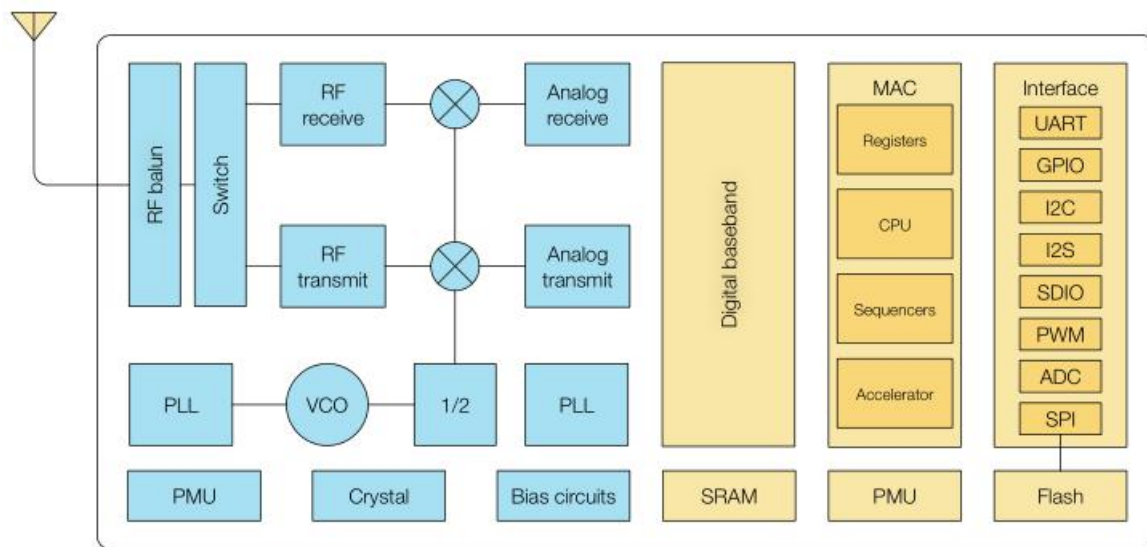 RF balun
Switch
RF
receive
Analog
receive
RF
transmit
Analog
transmit
PLL
VCO
1/2
PLL
PMU
Crystal
Bias circuits
Digital baseband
SRAM
MAC
Registers
CPU
Sequencers
Accelerator
PMU
Interface
UART
GPIO
I2C
I2S
SDIO
PWM
ADC
SPI
Flash